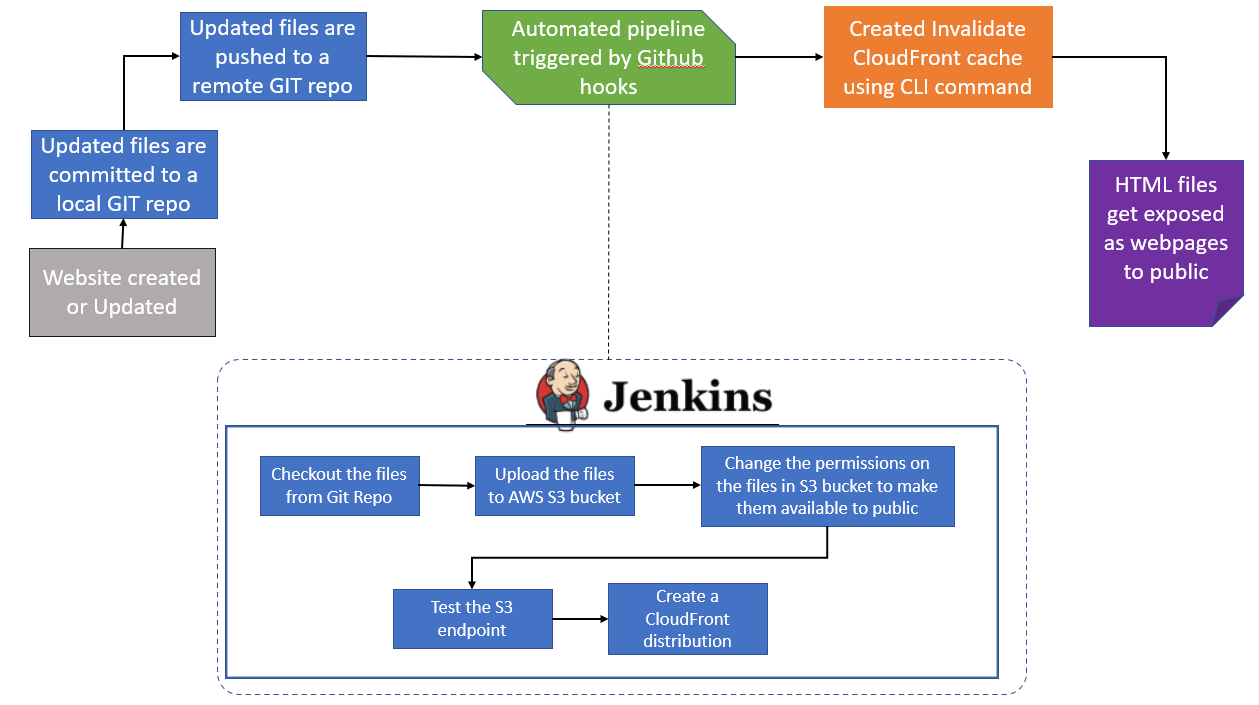 Updated files are
pushed to a
remote GIT repo
Automated pipeline
triggered by Github
hooks
Created Invalidate
CloudFront cache
using CLI command
Updated files are
committed to a
local GIT repo
HTML files
get exposed
as webpages
to public
Website created
or Updated
Jenkins
Checkout the files
from Git Repo
Upload the files
to AWS S3 bucket
Change the permissions on
the files in S3 bucket to make
them available to public
Test the S3
endpoint
Create a
CloudFront
distribution